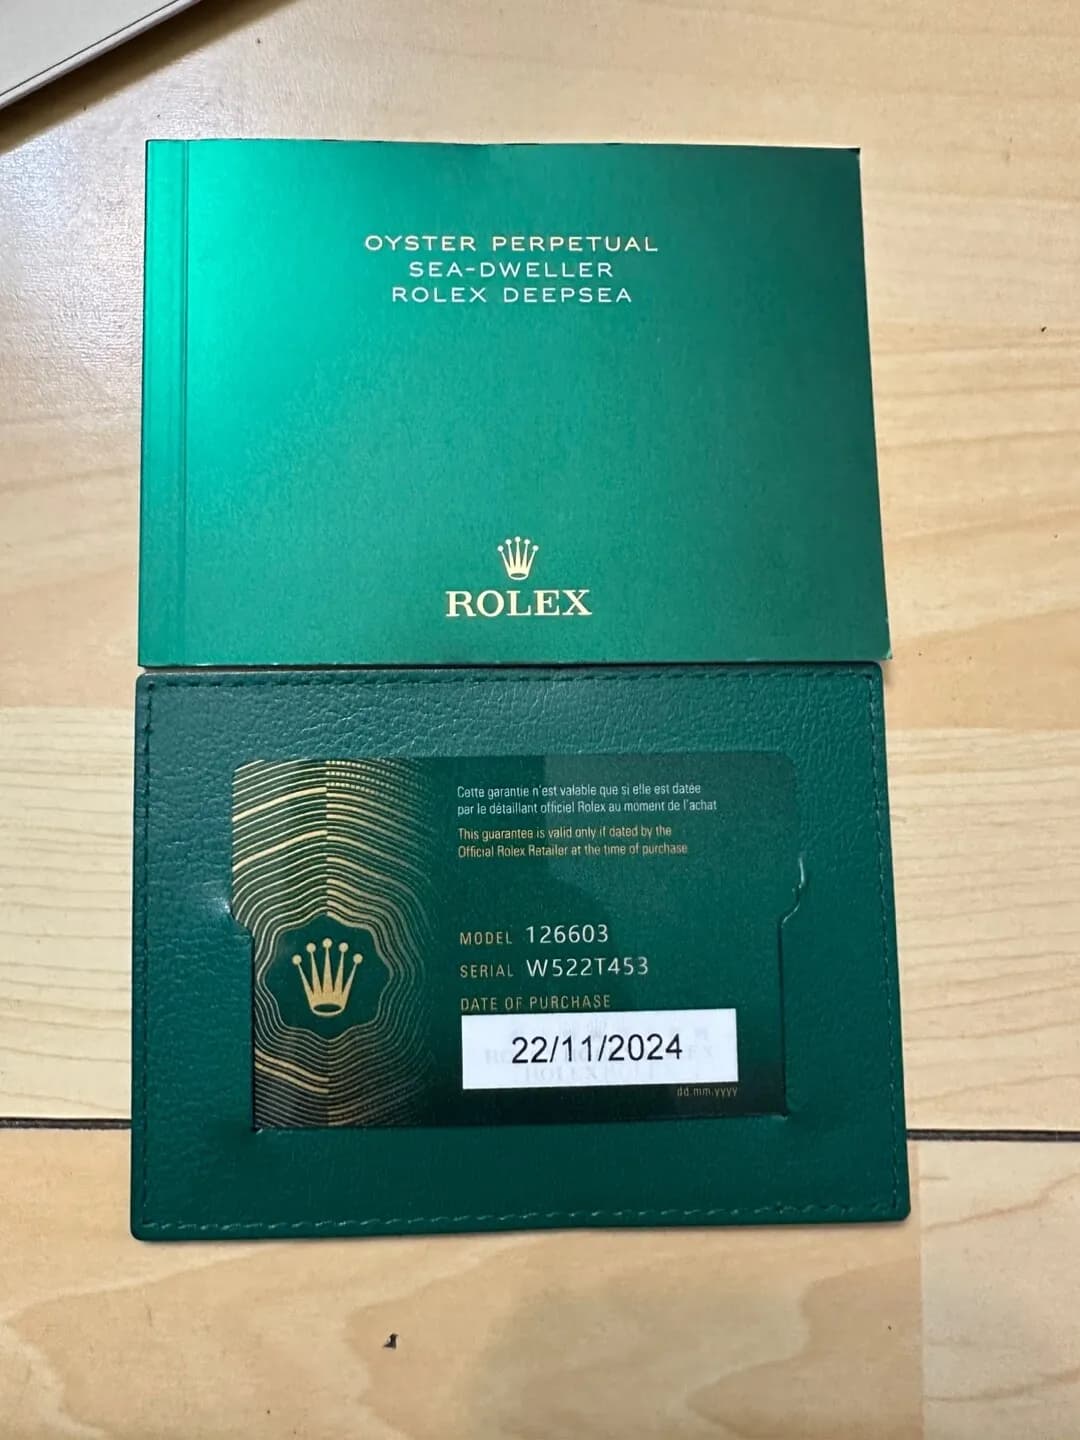 OYSTER PERPETUAL
SEA-DWELLER
ROLEX DEEPSEA
ROLEX
Cette garantie n'est valable que si elle est datée
par le détaillant officiel Rolex au moment de l'achat
This guarantee is valid only if dated by the
Official Rolex Retailer at the time of purchase
MODEL 126603
SERIAL W522T453
DATE OF PURCHASE
22/11/2024
ROLEX ROLEX
dd.mm.yyyy